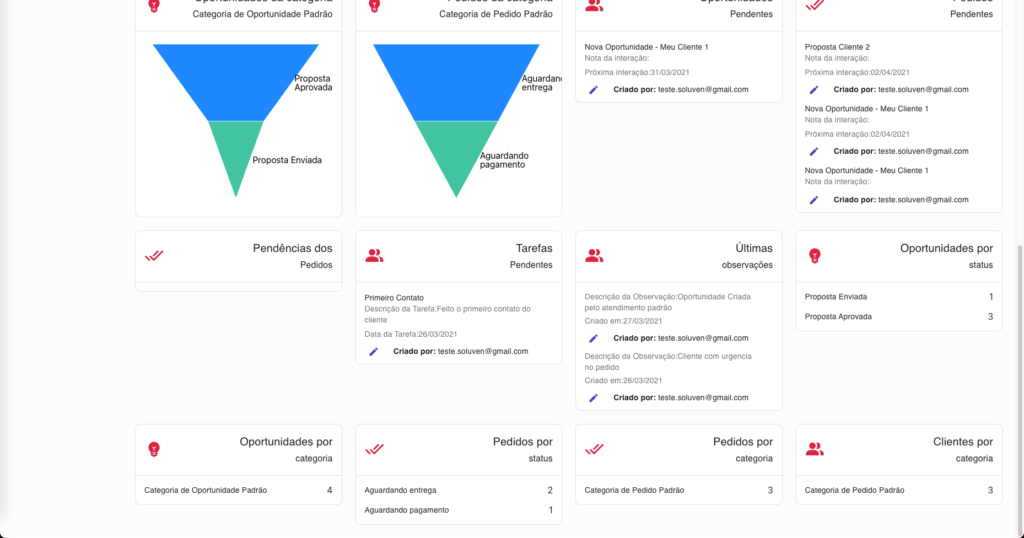 Categoria de Oportunidade Padrão
Categoria de Pedido Padrão
Pendentes
Pendentes
Proposta
Aprovada
Proposta Enviada
Aguardando
entrega
Aguardando
pagamento
Nova Oportunidade - Meu Cliente 1
Nota da interação:
Próxima interação:31/03/2021
Criado por: teste.soluven@gmail.com
Proposta Cliente 2
Nota da interação:
Próxima interação:02/04/2021
Criado por: teste.soluven@gmail.com
Nova Oportunidade - Meu Cliente 1
Nota da interação:
Próxima interação:02/04/2021
Criado por: teste.soluven@gmail.com
Nova Oportunidade - Meu Cliente 1
Nota da interação:
Criado por: teste.soluven@gmail.com
Pendências dos
Pedidos
Tarefas
Pendentes
Primeiro Contato
Descrição da Tarefa:Feito o primeiro contato do
cliente
Data da Tarefa:26/03/2021
Criado por: teste.soluven@gmail.com
Últimas
observações
Descrição da Observação:Oportunidade Criada
pelo atendimento padrão
Criado em:27/03/2021
Criado por: teste.soluven@gmail.com
Descrição da Observação:Cliente com urgencia
no pedido
Criado em:26/03/2021
Criado por: teste.soluven@gmail.com
Oportunidades por
status
Proposta Enviada 1
Proposta Aprovada 3
Oportunidades por
categoria
Categoria de Oportunidade Padrão 4
Pedidos por
status
Aguardando entrega 2
Aguardando pagamento 1
Pedidos por
categoria
Categoria de Pedido Padrão 3
Clientes por
categoria
Categoria de Pedido Padrão 3